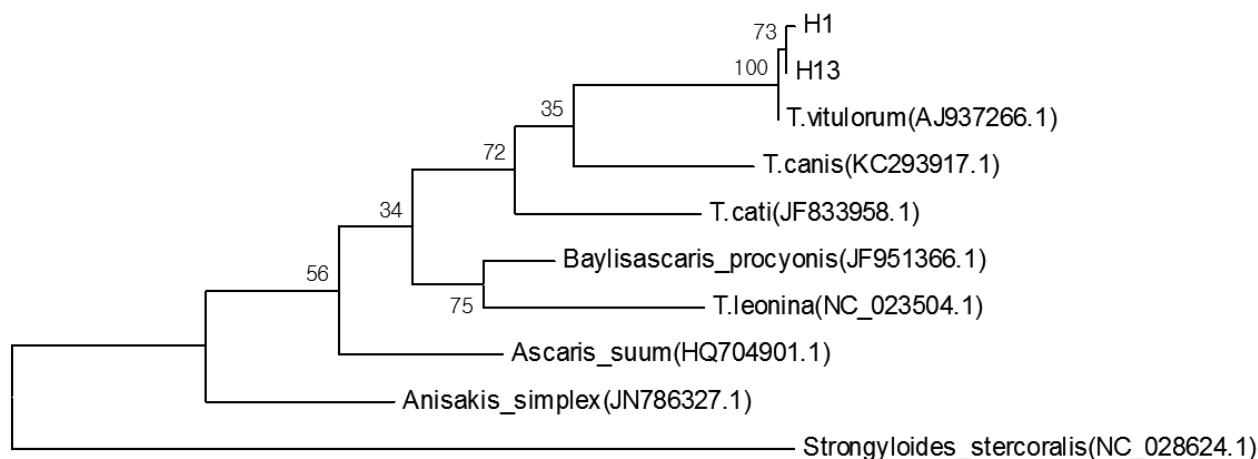 H1
73
H13
100
T.vitulorum(AJ937266.1)
35
T.canis(KC293917.1)
72
T.cati(JF833958.1)
34
Baylisascaris_procyonis(JF951366.1)
56
75
T.leonina(NC_023504.1)
Ascaris_suum(HQ704901.1)
Anisakis_simplex(JN786327.1)
Strongyloides_stercoralis(NC_028624.1)